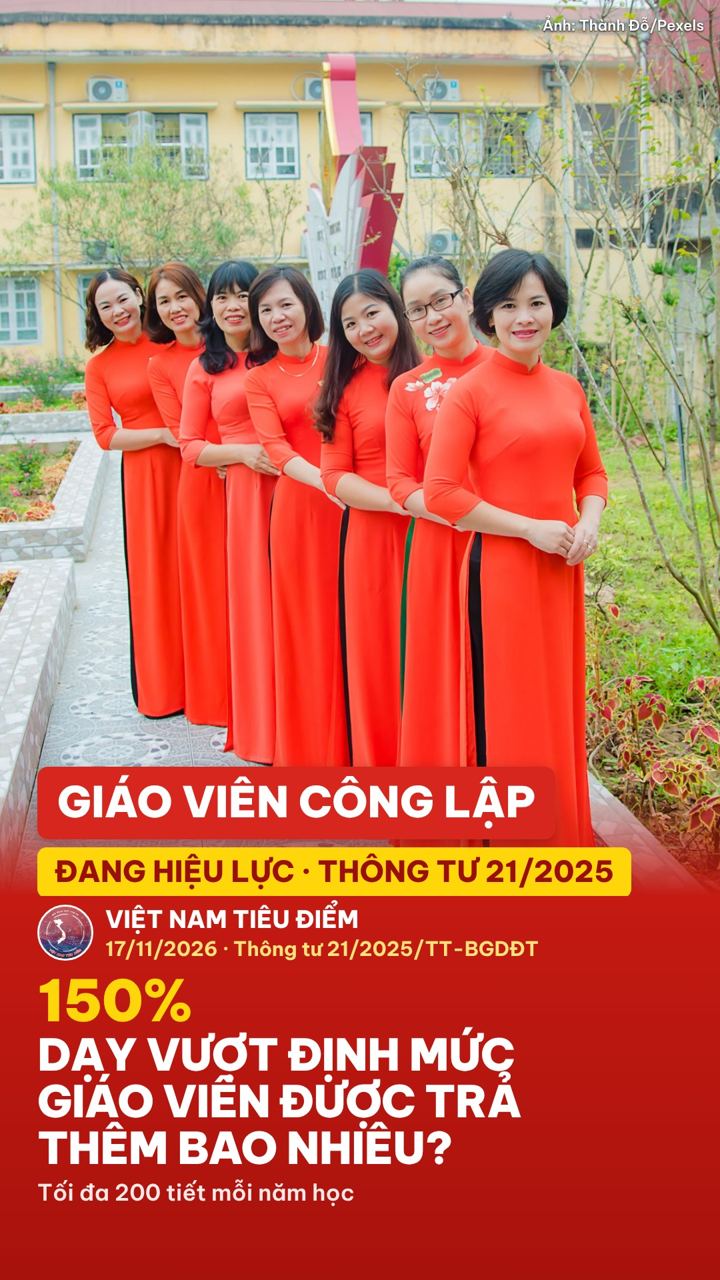 Ảnh: Thành Đỗ/Pexels
GIÁO VIÊN CÔNG LẬP
ĐANG HIỆU LỰC · THÔNG TƯ 21/2025
VIỆT NAM TIÊU ĐIỂM
17/11/2026 · Thông tư 21/2025/TT-BGDĐT
150%
DẠY VƯỢT ĐỊNH MỨC
GIÁO VIÊN ĐƯỢC TRẢ
THÊM BAO NHIÊU?
Tối đa 200 tiết mỗi năm học